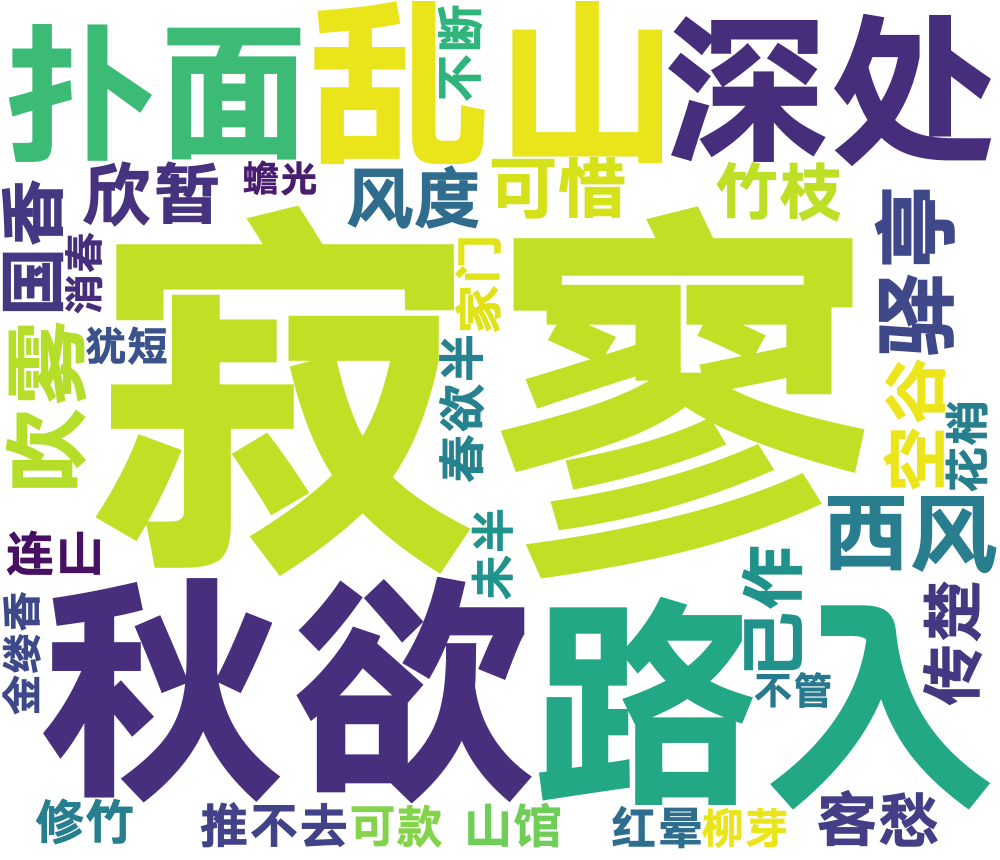 扑面
乱山
不断
深处
国香
欣暂
蟾光
风度
可惜
竹枝
驿亭
消春
寂寥
家门
吹雾
犹短
春欲半
空谷
花梢
西风
连山
未半
已作
传楚
金缕香
秋欲
路入
不管
修竹
推不去
可款
山馆
红晕
柳芽
客愁